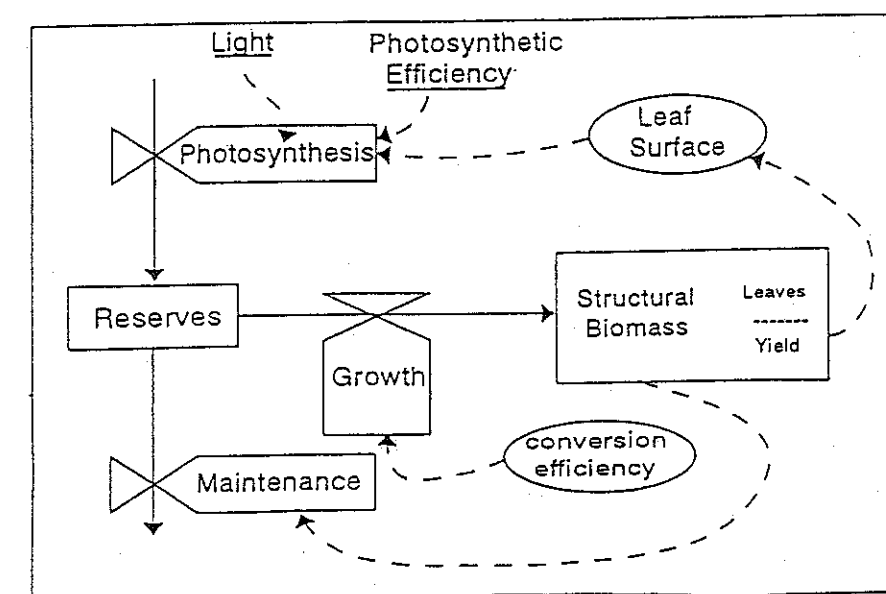 Light
Photosynthetic
Efficiency
Leaf
Surface
Photosynthesis
Reserves
Structural
Biomass
Leaves
Yield
Growth
conversion
efficiency
Maintenance